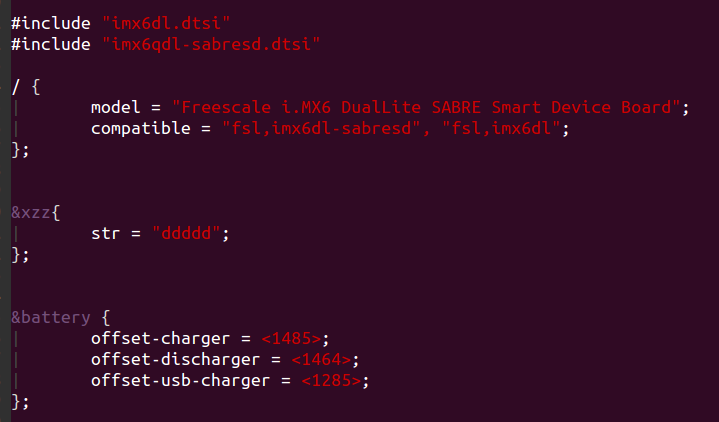 #include "imx6dl.dtsi"
#include "imx6qdl-sabresd.dtsi"
/ {
model = "Freescale i.MX6 DualLite SABRE Smart Device Board";
compatible = "fsl,imx6dl-sabresd", "fsl,imx6dl";
};
&xzz{
str = "ddddd";
};
&battery {
offset-charger = <1485>;
offset-discharger = <1464>;
offset-usb-charger = <1285>;
};